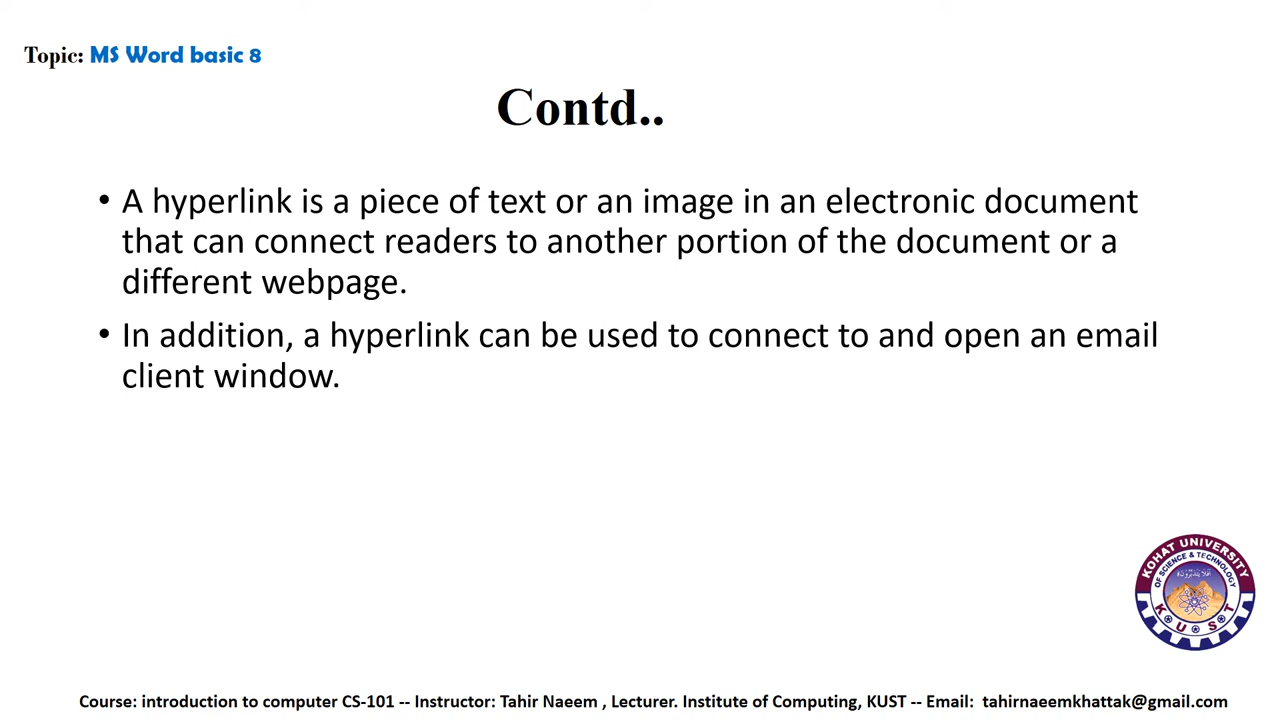 Topic: MS Word basic 8
Contd..
• A hyperlink is a piece of text or an image in an electronic document
that can connect readers to another portion of the document or a
different webpage.
• In addition, a hyperlink can be used to connect to and open an email
client window.
KOHAT UNIVERSITY
OF SCIENCE & TECHNOLOGY
K U S T
Course: introduction to computer CS-101 -- Instructor: Tahir Naeem , Lecturer. Institute of Computing, KUST -- Email: tahirnaeemkhattak@gmail.com